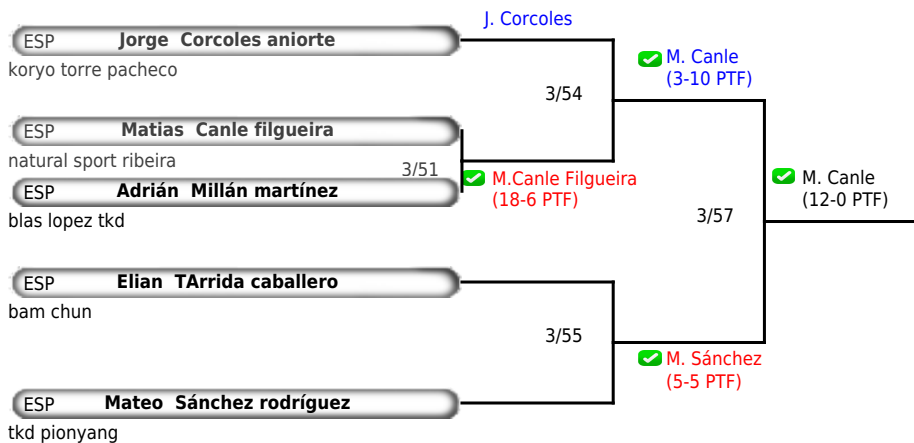 J. Corcoles
ESP Jorge Corcoles aniorte
koryo torre pacheco
M. Canle
(3-10 PTF)
3/54
ESP Matias Canle filgueira
natural sport ribeira
3/51
M.Canle Filgueira
(18-6 PTF)
ESP Adrián Millán martínez
blas lopez tkd
M. Canle
(12-0 PTF)
3/57
ESP Elian TArrida caballero
bam chun
3/55
M. Sánchez
(5-5 PTF)
ESP Mateo Sánchez rodríguez
tkd pionyang